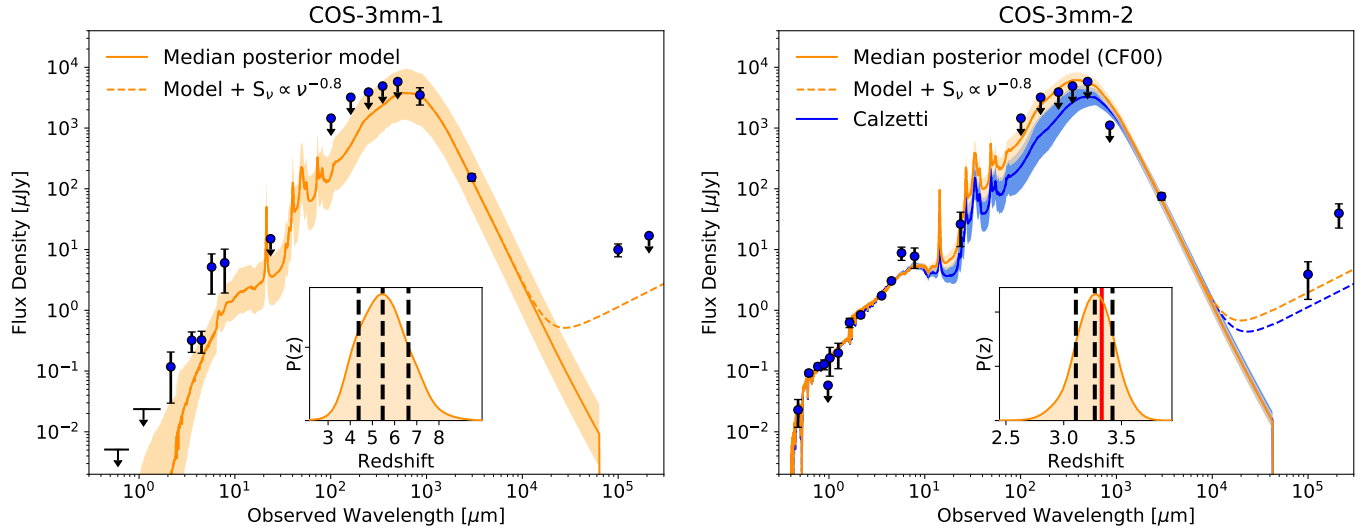 COS-3mm-1
Median posterior model
Model + S_ν ∝ ν^−0.8
10^4
10^3
10^2
10^1
10^0
10^−1
10^−2
Flux Density [μJy]
P(z)
3 4 5 6 7 8
Redshift
10^0 10^1 10^2 10^3 10^4 10^5
Observed Wavelength [μm]
COS-3mm-2
Median posterior model (CF00)
Model + S_ν ∝ ν^−0.8
Calzetti
10^4
10^3
10^2
10^1
10^0
10^−1
10^−2
Flux Density [μJy]
P(z)
2.5 3.0 3.5
Redshift
10^0 10^1 10^2 10^3 10^4 10^5
Observed Wavelength [μm]